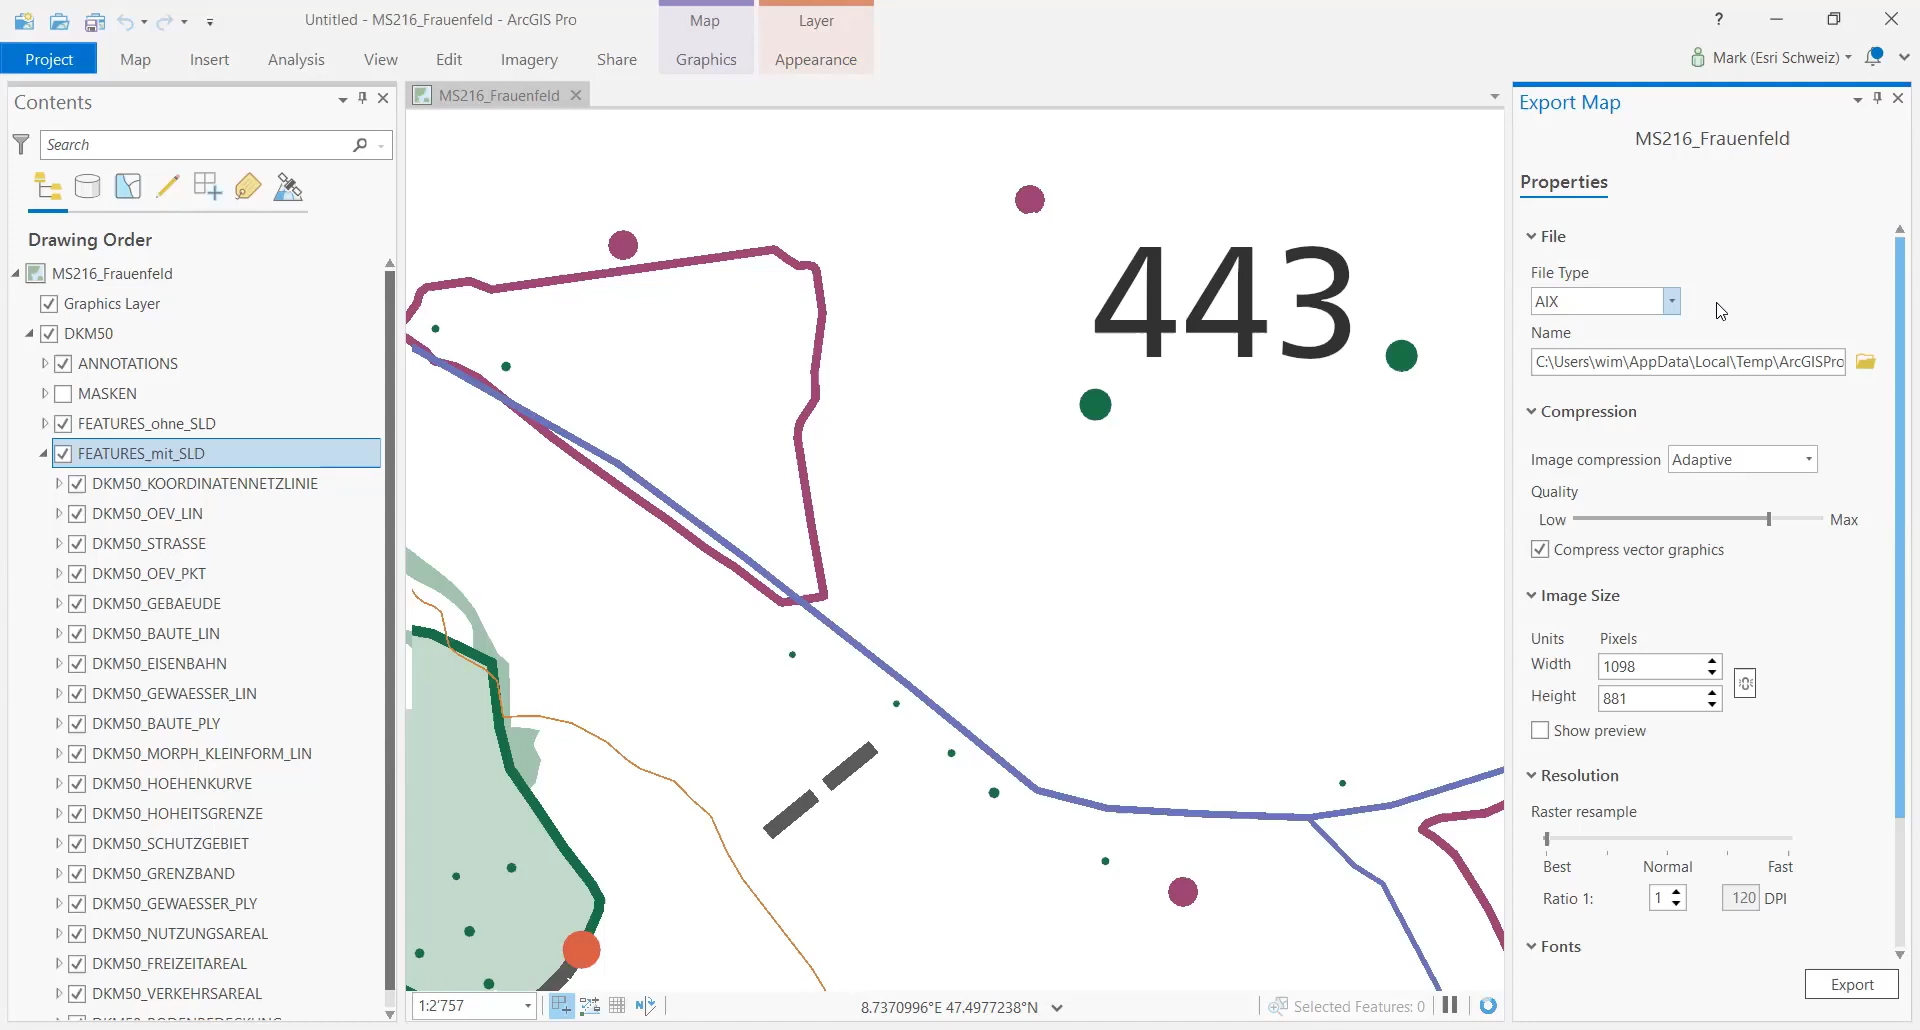 Untitled - MS216_Frauenfeld - ArcGIS Pro
Map
Layer
?
Project
Map
Insert
Analysis
View
Edit
Imagery
Share
Graphics
Appearance
Mark (Esri Schweiz)
Contents
Search
Drawing Order
MS216_Frauenfeld
Graphics Layer
DKM50
ANNOTATIONS
MASKEN
FEATURES_ohne_SLD
FEATURES_mit_SLD
DKM50_KOORDINATENNETZLINIE
DKM50_OEV_LIN
DKM50_STRASSE
DKM50_OEV_PKT
DKM50_GEBAEUDE
DKM50_BAUTE_LIN
DKM50_EISENBAHN
DKM50_GEWAESSER_LIN
DKM50_BAUTE_PLY
DKM50_MORPH_KLEINFORM_LIN
DKM50_HOEHENKURVE
DKM50_HOHEITSGRENZE
DKM50_SCHUTZGEBIET
DKM50_GRENZBAND
DKM50_GEWAESSER_PLY
DKM50_NUTZUNGSAREAL
DKM50_FREIZEITAREAL
DKM50_VERKEHRSAREAL
MS216_Frauenfeld
443
1:2'757
N
8.7370996°E 47.4977238°N
Selected Features: 0
Export Map
MS216_Frauenfeld
Properties
File
File Type
AIX
Name
C:\Users\wim\AppData\Local\Temp\ArcGISPro
Compression
Image compression Adaptive
Quality
Low Max
Compress vector graphics
Image Size
Units Pixels
Width 1098
Height 881
Show preview
Resolution
Raster resample
Best Normal Fast
Ratio 1: 1 120 DPI
Fonts
Export